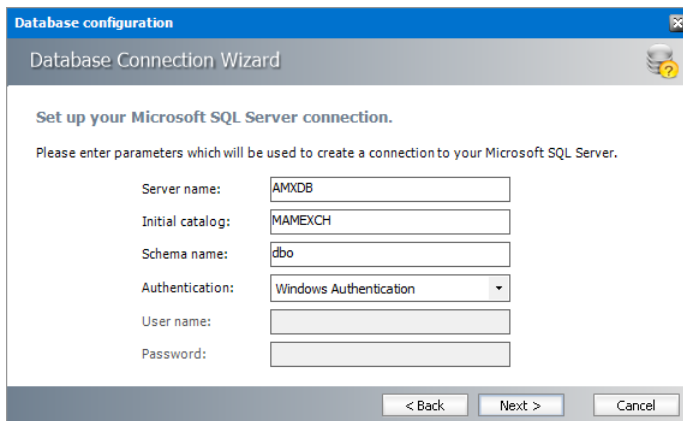 Database configuration
Database Connection Wizard
Set up your Microsoft SQL Server connection.
Please enter parameters which will be used to create a connection to your Microsoft SQL Server.
Server name: AMXDB
Initial catalog: MAMEXCH
Schema name: dbo
Authentication: Windows Authentication
User name:
Password:
< Back Next > Cancel